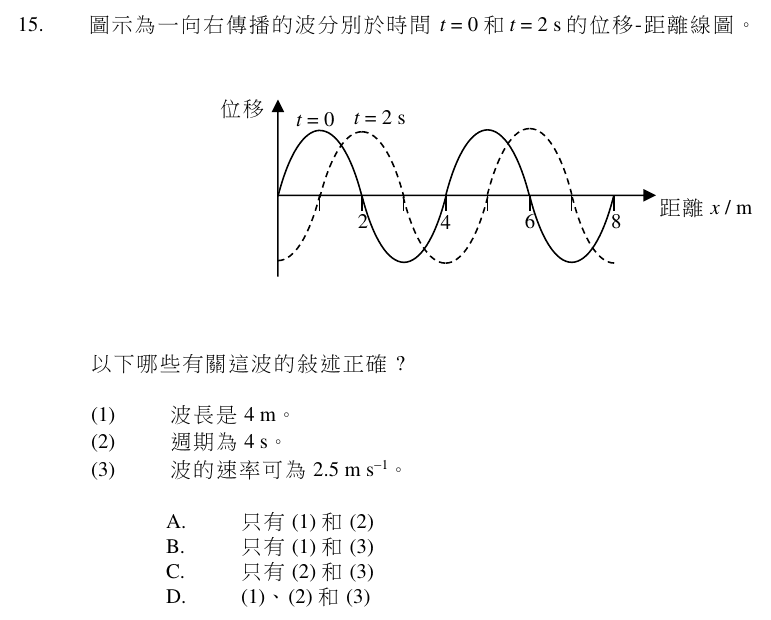 15. 圖示為一向右傳播的波分別於時間 t = 0 和 t = 2 s 的位移-距離線圖。
位移
t = 0 t = 2 s
2 4 6 8
距離 x / m
以下哪些有關這波的敍述正確 ?
(1) 波長是 4 m。
(2) 週期為 4 s。
(3) 波的速率可為 2.5 m s⁻¹。
A. 只有 (1) 和 (2)
B. 只有 (1) 和 (3)
C. 只有 (2) 和 (3)
D. (1)、(2) 和 (3)